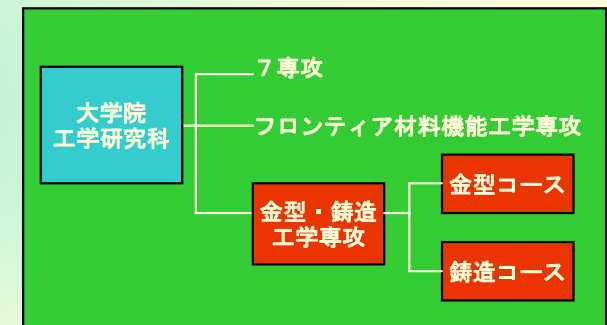 大学院
工学研究科
７専攻
フロンティア材料機能工学専攻
金型・鋳造
工学専攻
金型コース
鋳造コース